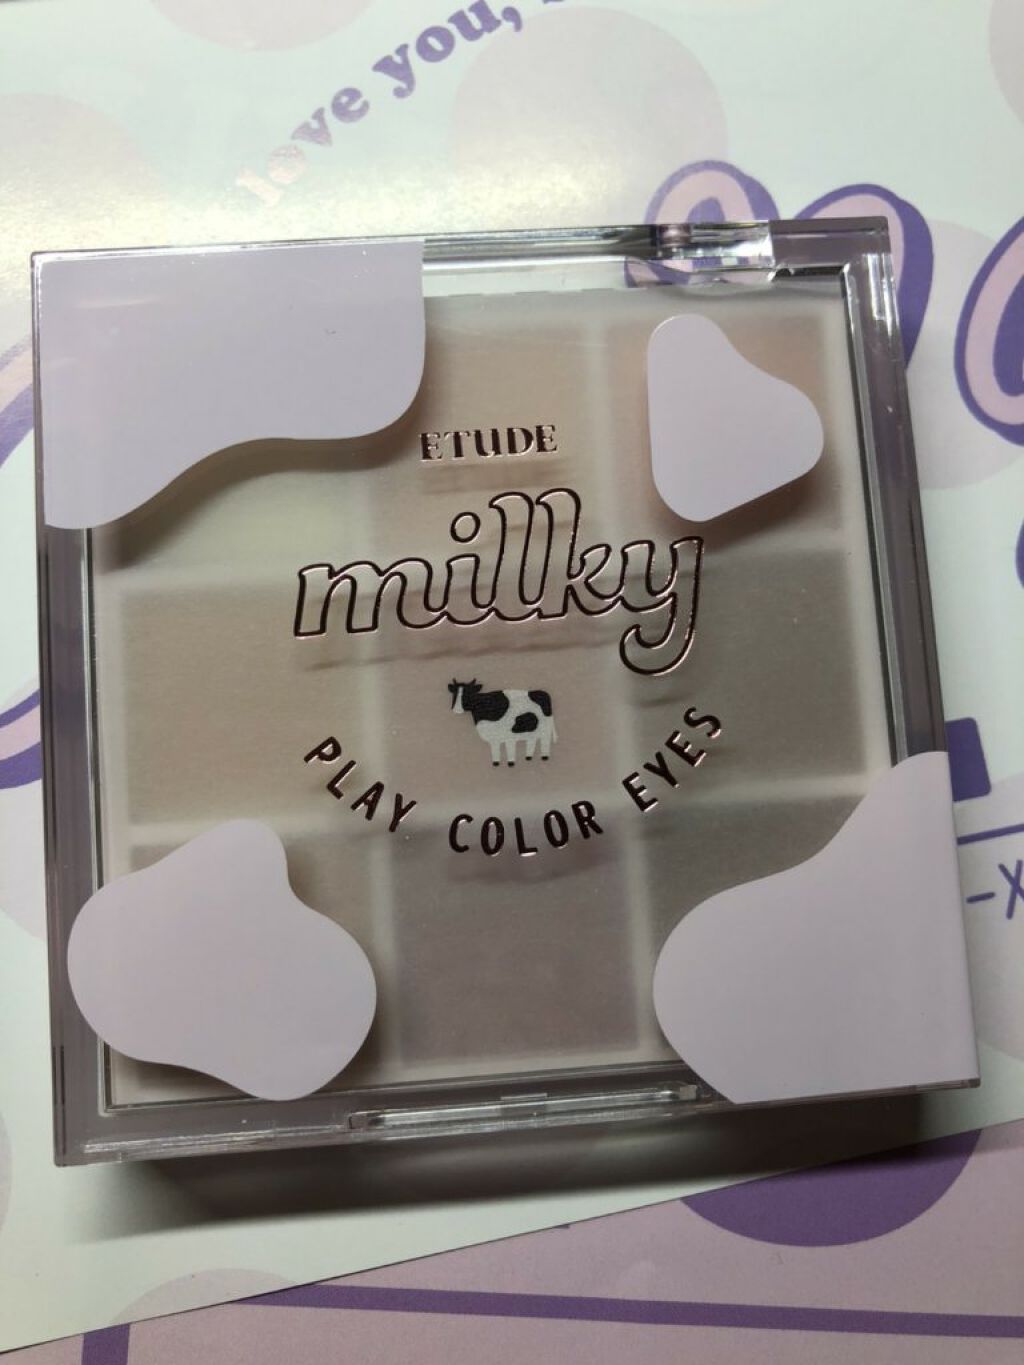 love you,
ETUDE
milky
PLAY COLOR EYES
-X